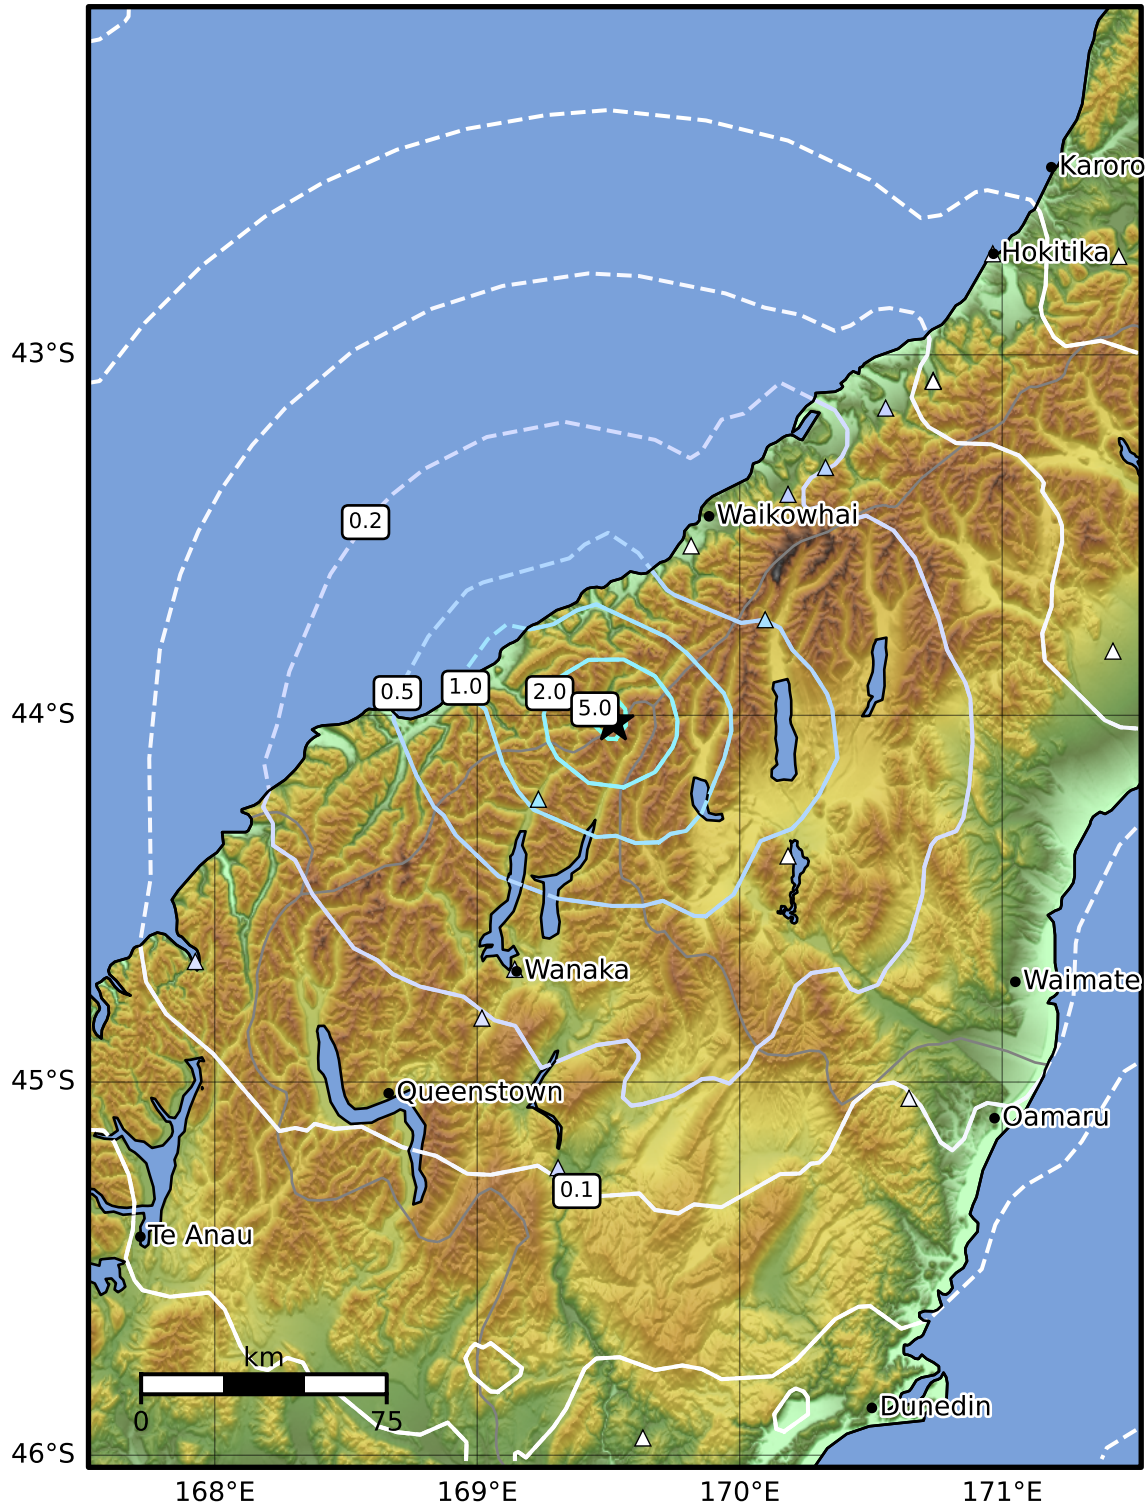 Karoro
Hokitika
43°S
0.2
Waikowhai
0.5
1.0
2.0
5.0
44°S
Wanaka
Waimate
45°S
Queenstown
Oamaru
0.1
Te Anau
km
0
75
Dunedin
46°S
168°E
169°E
170°E
171°E